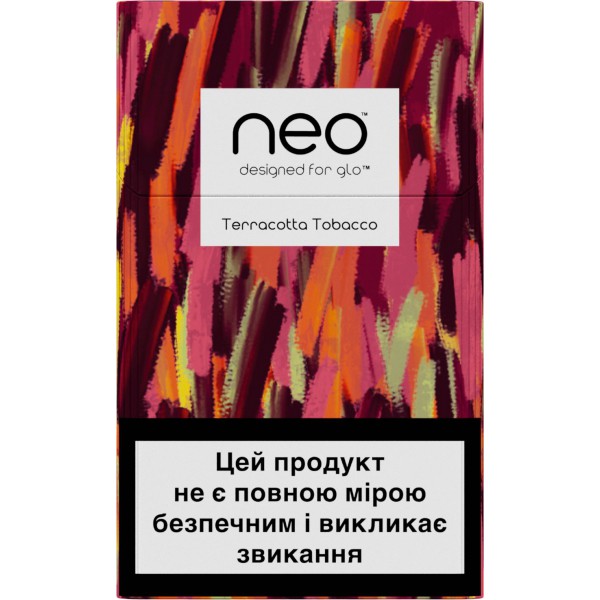 neo™
designed for glo™
Terracotta Tobacco
Цей продукт
не є повною мірою
безпечним і викликає
звикання